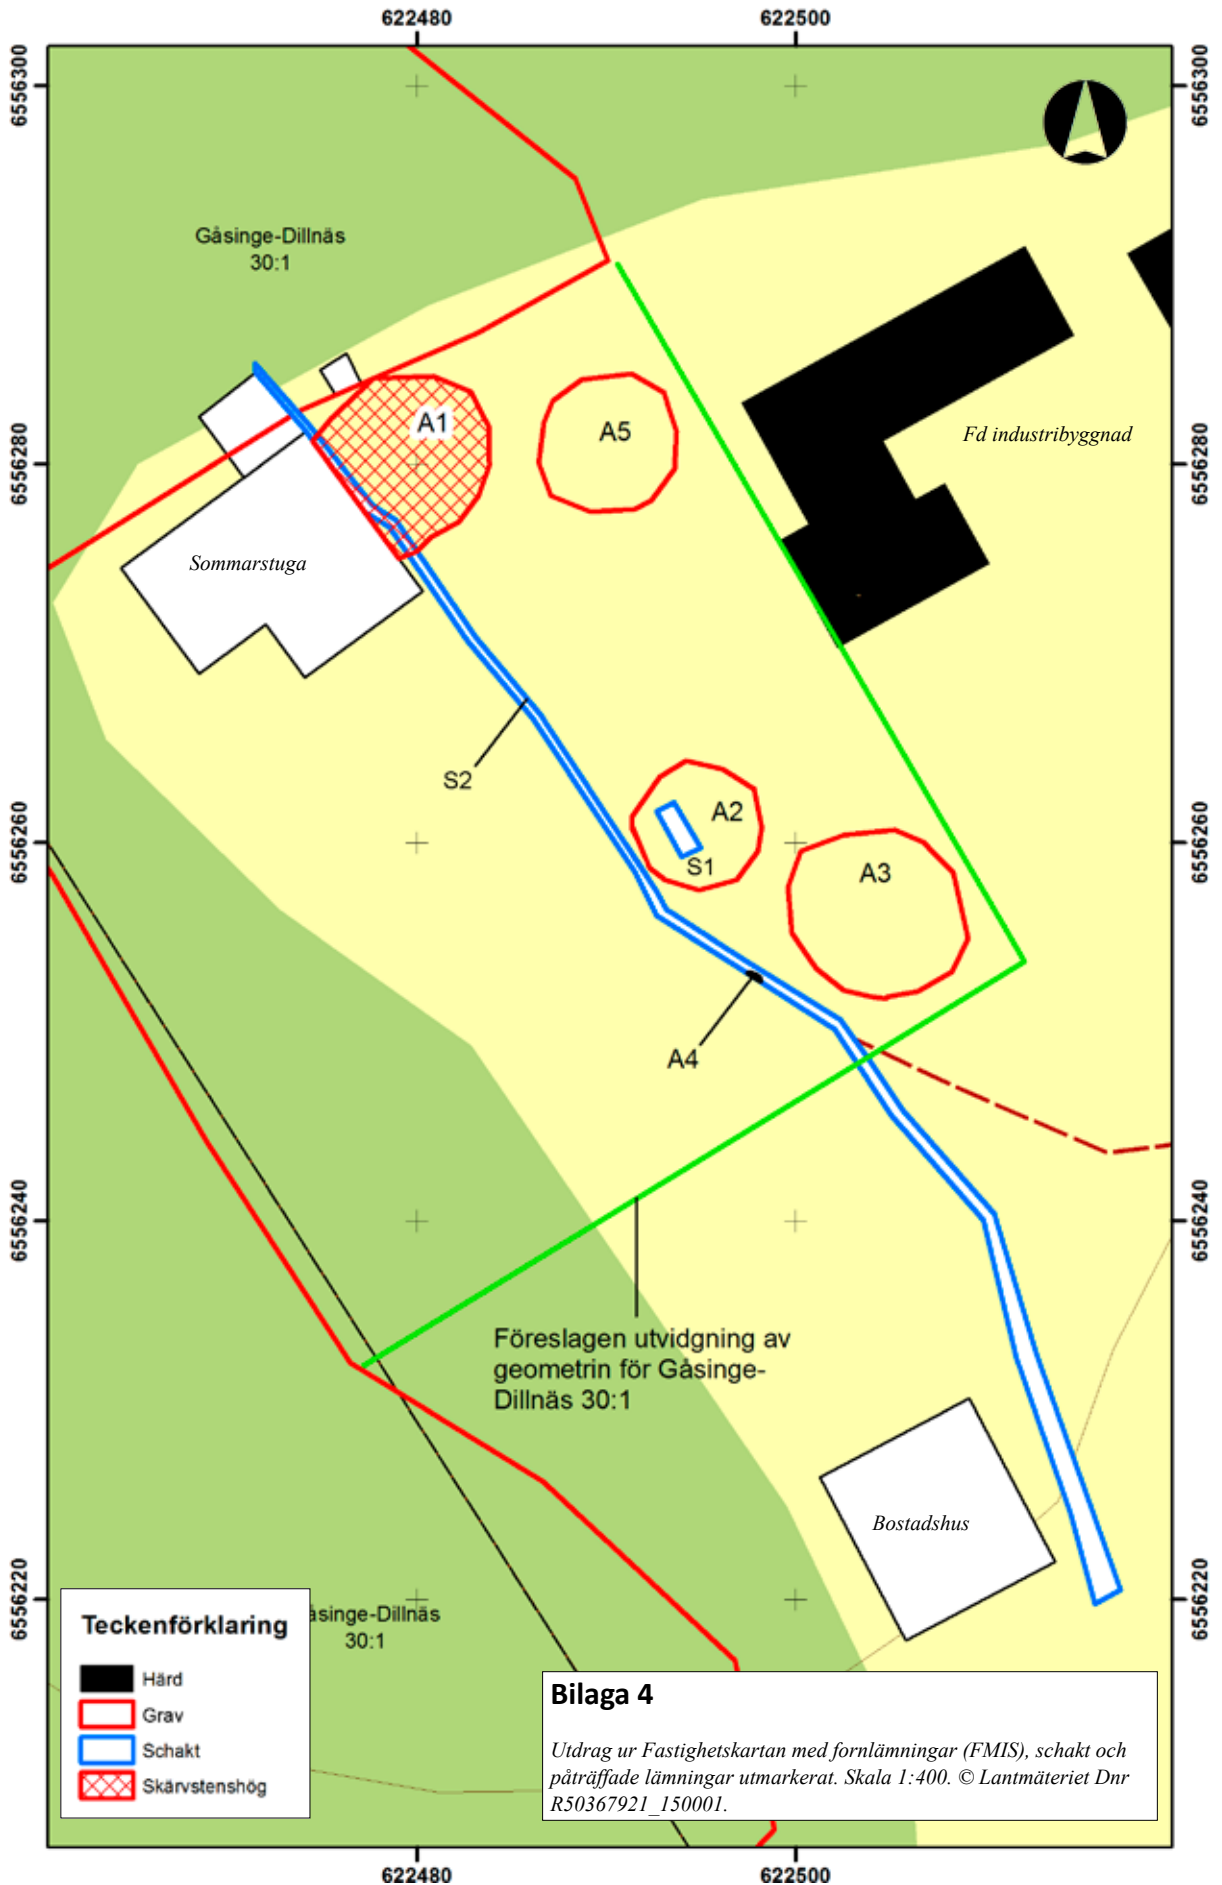 622480
622500
6556300
6556300
Gåsinge-Dillnäs
30:1
A1
A5
Fd industribyggnad
6556280
6556280
Sommarstuga
S2
A2
S1
A3
6556260
6556260
A4
6556240
6556240
Föreslagen utvidgning av
geometrin för Gåsinge-
Dillnäs 30:1
Bostadshus
6556220
6556220
åsinge-Dillnäs
30:1
Teckenförklaring
Härd
Grav
Schakt
Skärvstenshög
Bilaga 4
Utdrag ur Fastighetskartan med fornlämningar (FMIS), schakt och
påträffade lämningar utmarkerat. Skala 1:400. © Lantmäteriet Dnr
R50367921_150001.
622480
622500